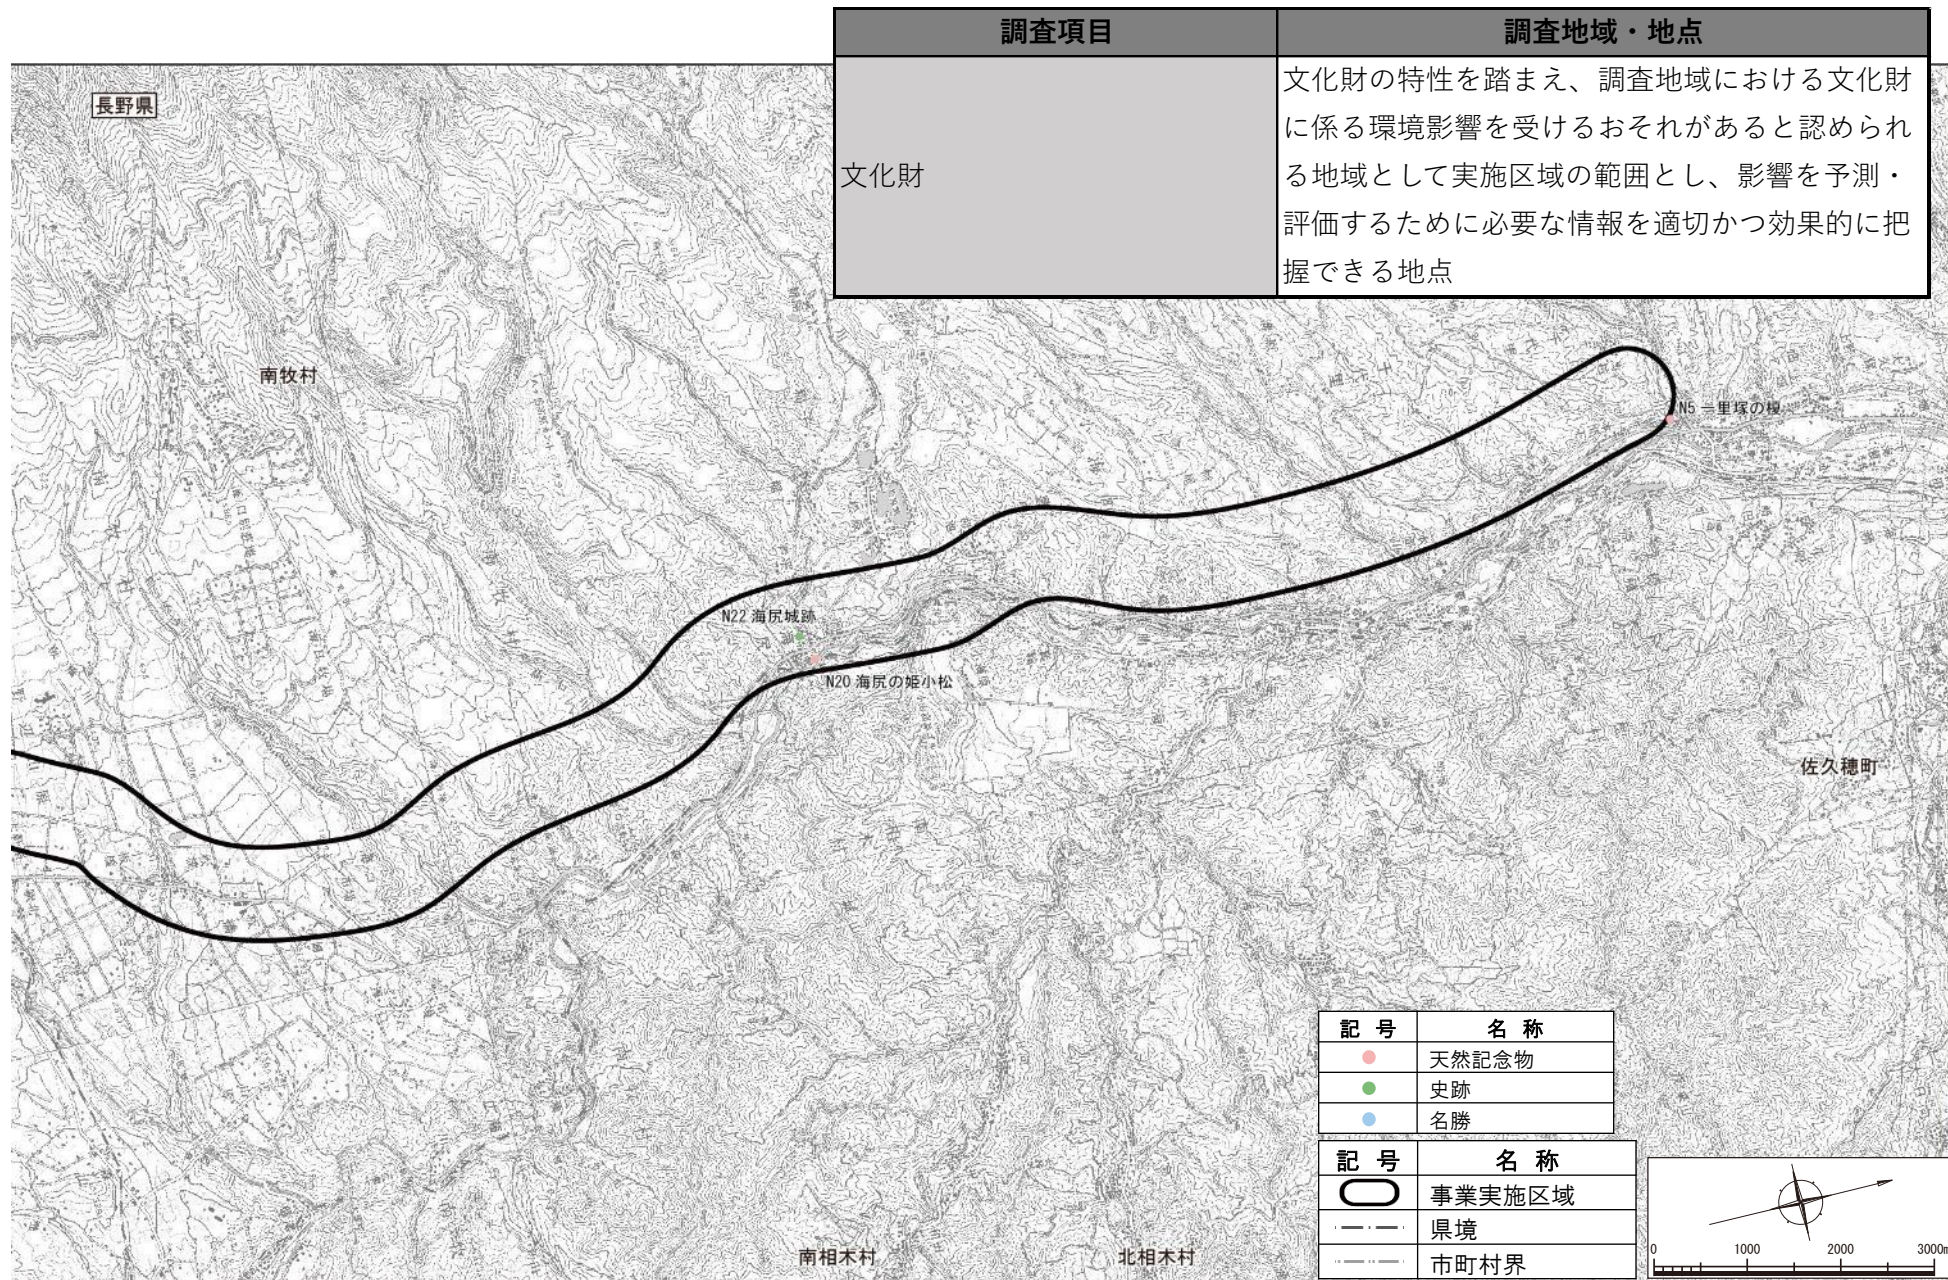 調査項目
調査地域・地点
文化財
文化財の特性を踏まえ、調査地域における文化財
に係る環境影響を受けるおそれがあると認められ
る地域として実施区域の範囲とし、影響を予測・
評価するために必要な情報を適切かつ効果的に把
握できる地点
長野県
南牧村
N5 一里塚の榎
N22 海尻城跡
N20 海尻の姫小松
佐久穂町
南相木村
北相木村
記 号
名 称
天然記念物
史跡
名勝
記 号
名 称
事業実施区域
県境
市町村界
0 1000 2000 3000m